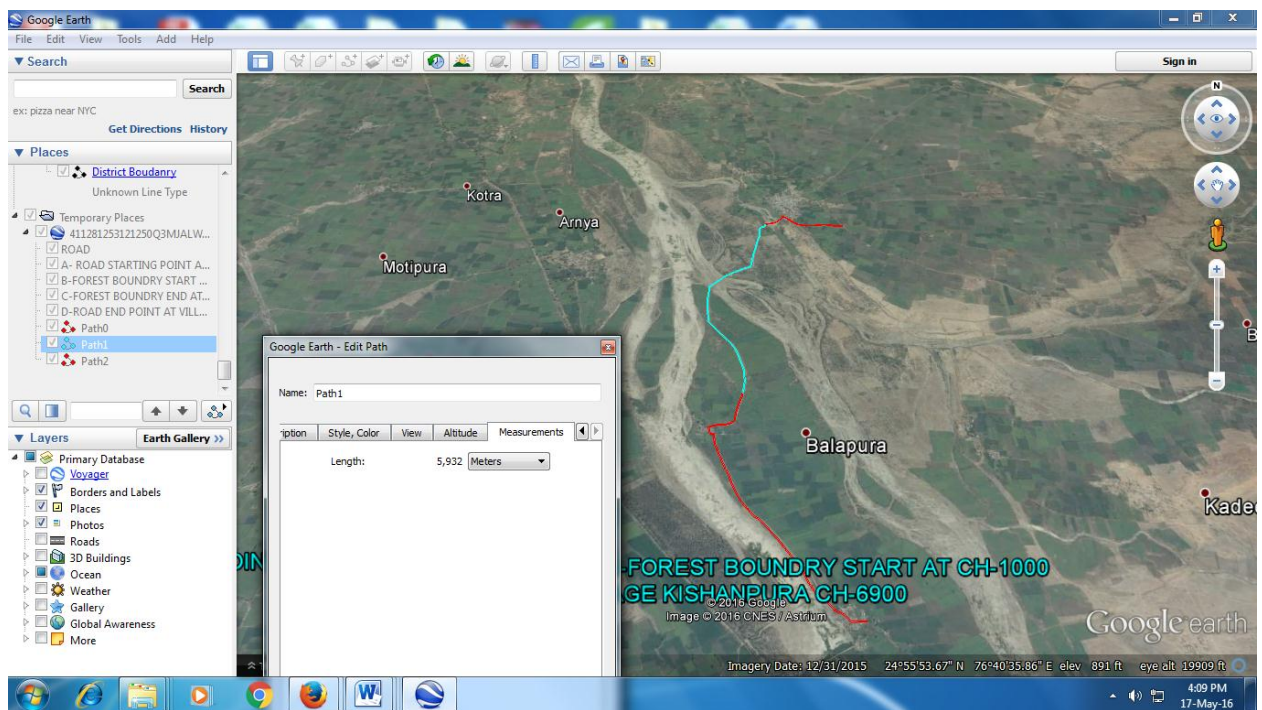 Google Earth
File Edit View Tools Add Help
Search
Sign in
Search
ex: pizza near NYC
Get Directions History
Places
District Boudanry
Unknown Line Type
Temporary Places
411281253121250Q3MJALW...
ROAD
A- ROAD STARTING POINT A...
B-FOREST BOUNDRY START ...
C-FOREST BOUNDRY END AT...
D-ROAD END POINT AT VILL...
Path0
Path1
Path2
Layers
Earth Gallery >>
Primary Database
Voyager
Borders and Labels
Places
Photos
Roads
3D Buildings
Ocean
Weather
Gallery
Global Awareness
More
N
Kotra
Arnya
Motipura
Balapura
Kade
B
Google Earth - Edit Path
Name: Path1
iption Style, Color View Altitude Measurements
Length: 5,932 Meters
DIN
-FOREST BOUNDRY START AT CH-1000
GE KISHANPURA CH-6900
© 2016 Google
Image © 2016 CNES / Astrium
Google earth
Imagery Date: 12/31/2015 24°55'53.67" N 76°40'35.86" E elev 891 ft eye alt 19909 ft
4:09 PM
17-May-16